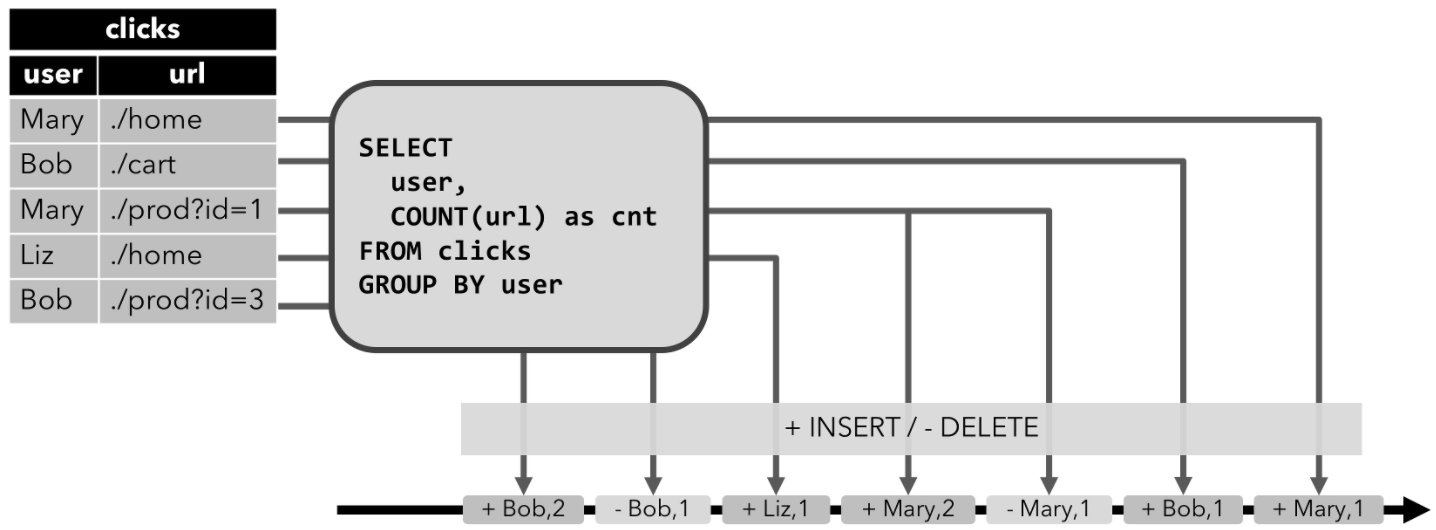 clicks
user url
Mary ./home
Bob ./cart
Mary ./prod?id=1
Liz ./home
Bob ./prod?id=3
SELECT
user,
COUNT(url) as cnt
FROM clicks
GROUP BY user
+ INSERT / - DELETE
+ Bob,2 - Bob,1 + Liz,1 + Mary,2 - Mary,1 + Bob,1 + Mary,1